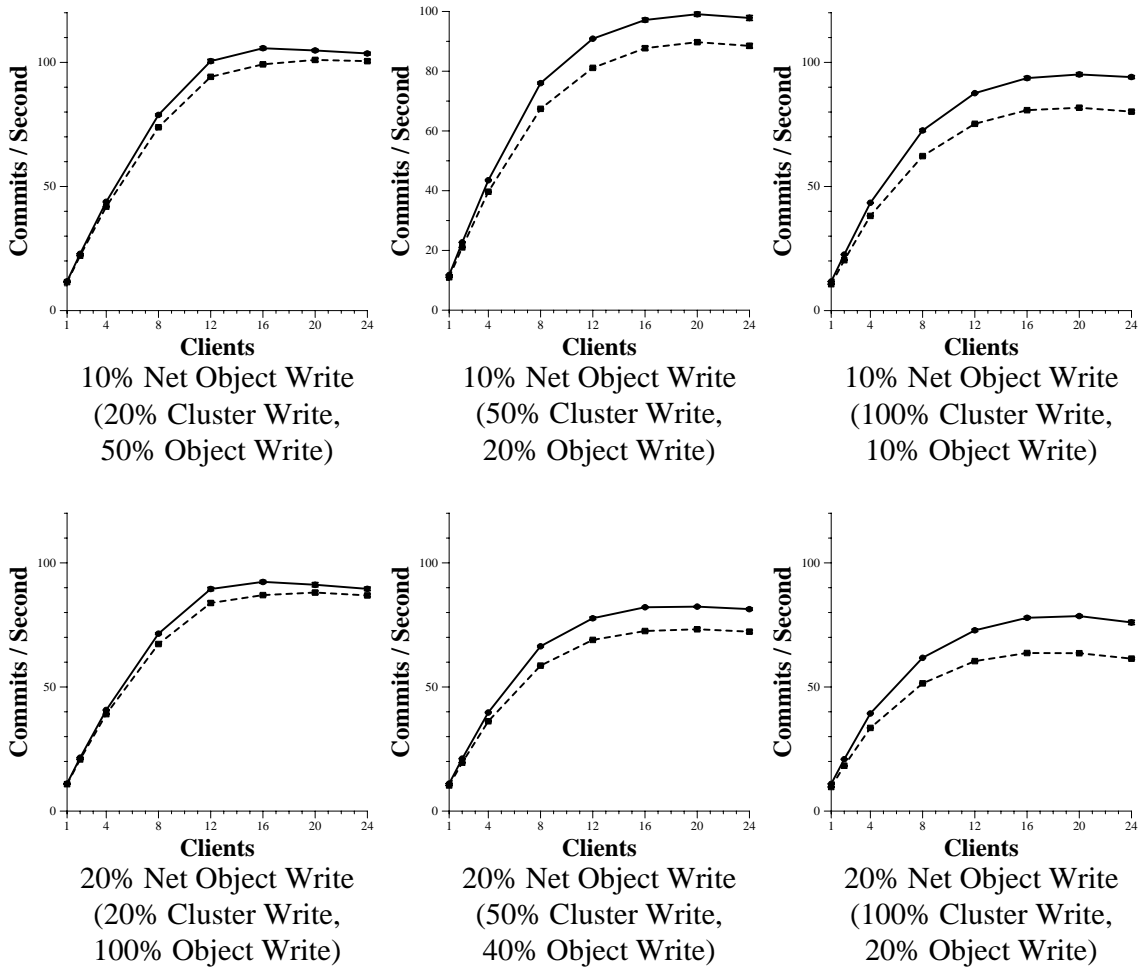 Commits / Second
100
50
0
1 4 8 12 16 20 24
Clients
10% Net Object Write
(20% Cluster Write,
50% Object Write)
Commits / Second
100
80
60
40
20
0
1 4 8 12 16 20 24
Clients
10% Net Object Write
(50% Cluster Write,
20% Object Write)
Commits / Second
100
50
0
1 4 8 12 16 20 24
Clients
10% Net Object Write
(100% Cluster Write,
10% Object Write)
Commits / Second
100
50
0
1 4 8 12 16 20 24
Clients
20% Net Object Write
(20% Cluster Write,
100% Object Write)
Commits / Second
100
50
0
1 4 8 12 16 20 24
Clients
20% Net Object Write
(50% Cluster Write,
40% Object Write)
Commits / Second
100
50
0
1 4 8 12 16 20 24
Clients
20% Net Object Write
(100% Cluster Write,
20% Object Write)